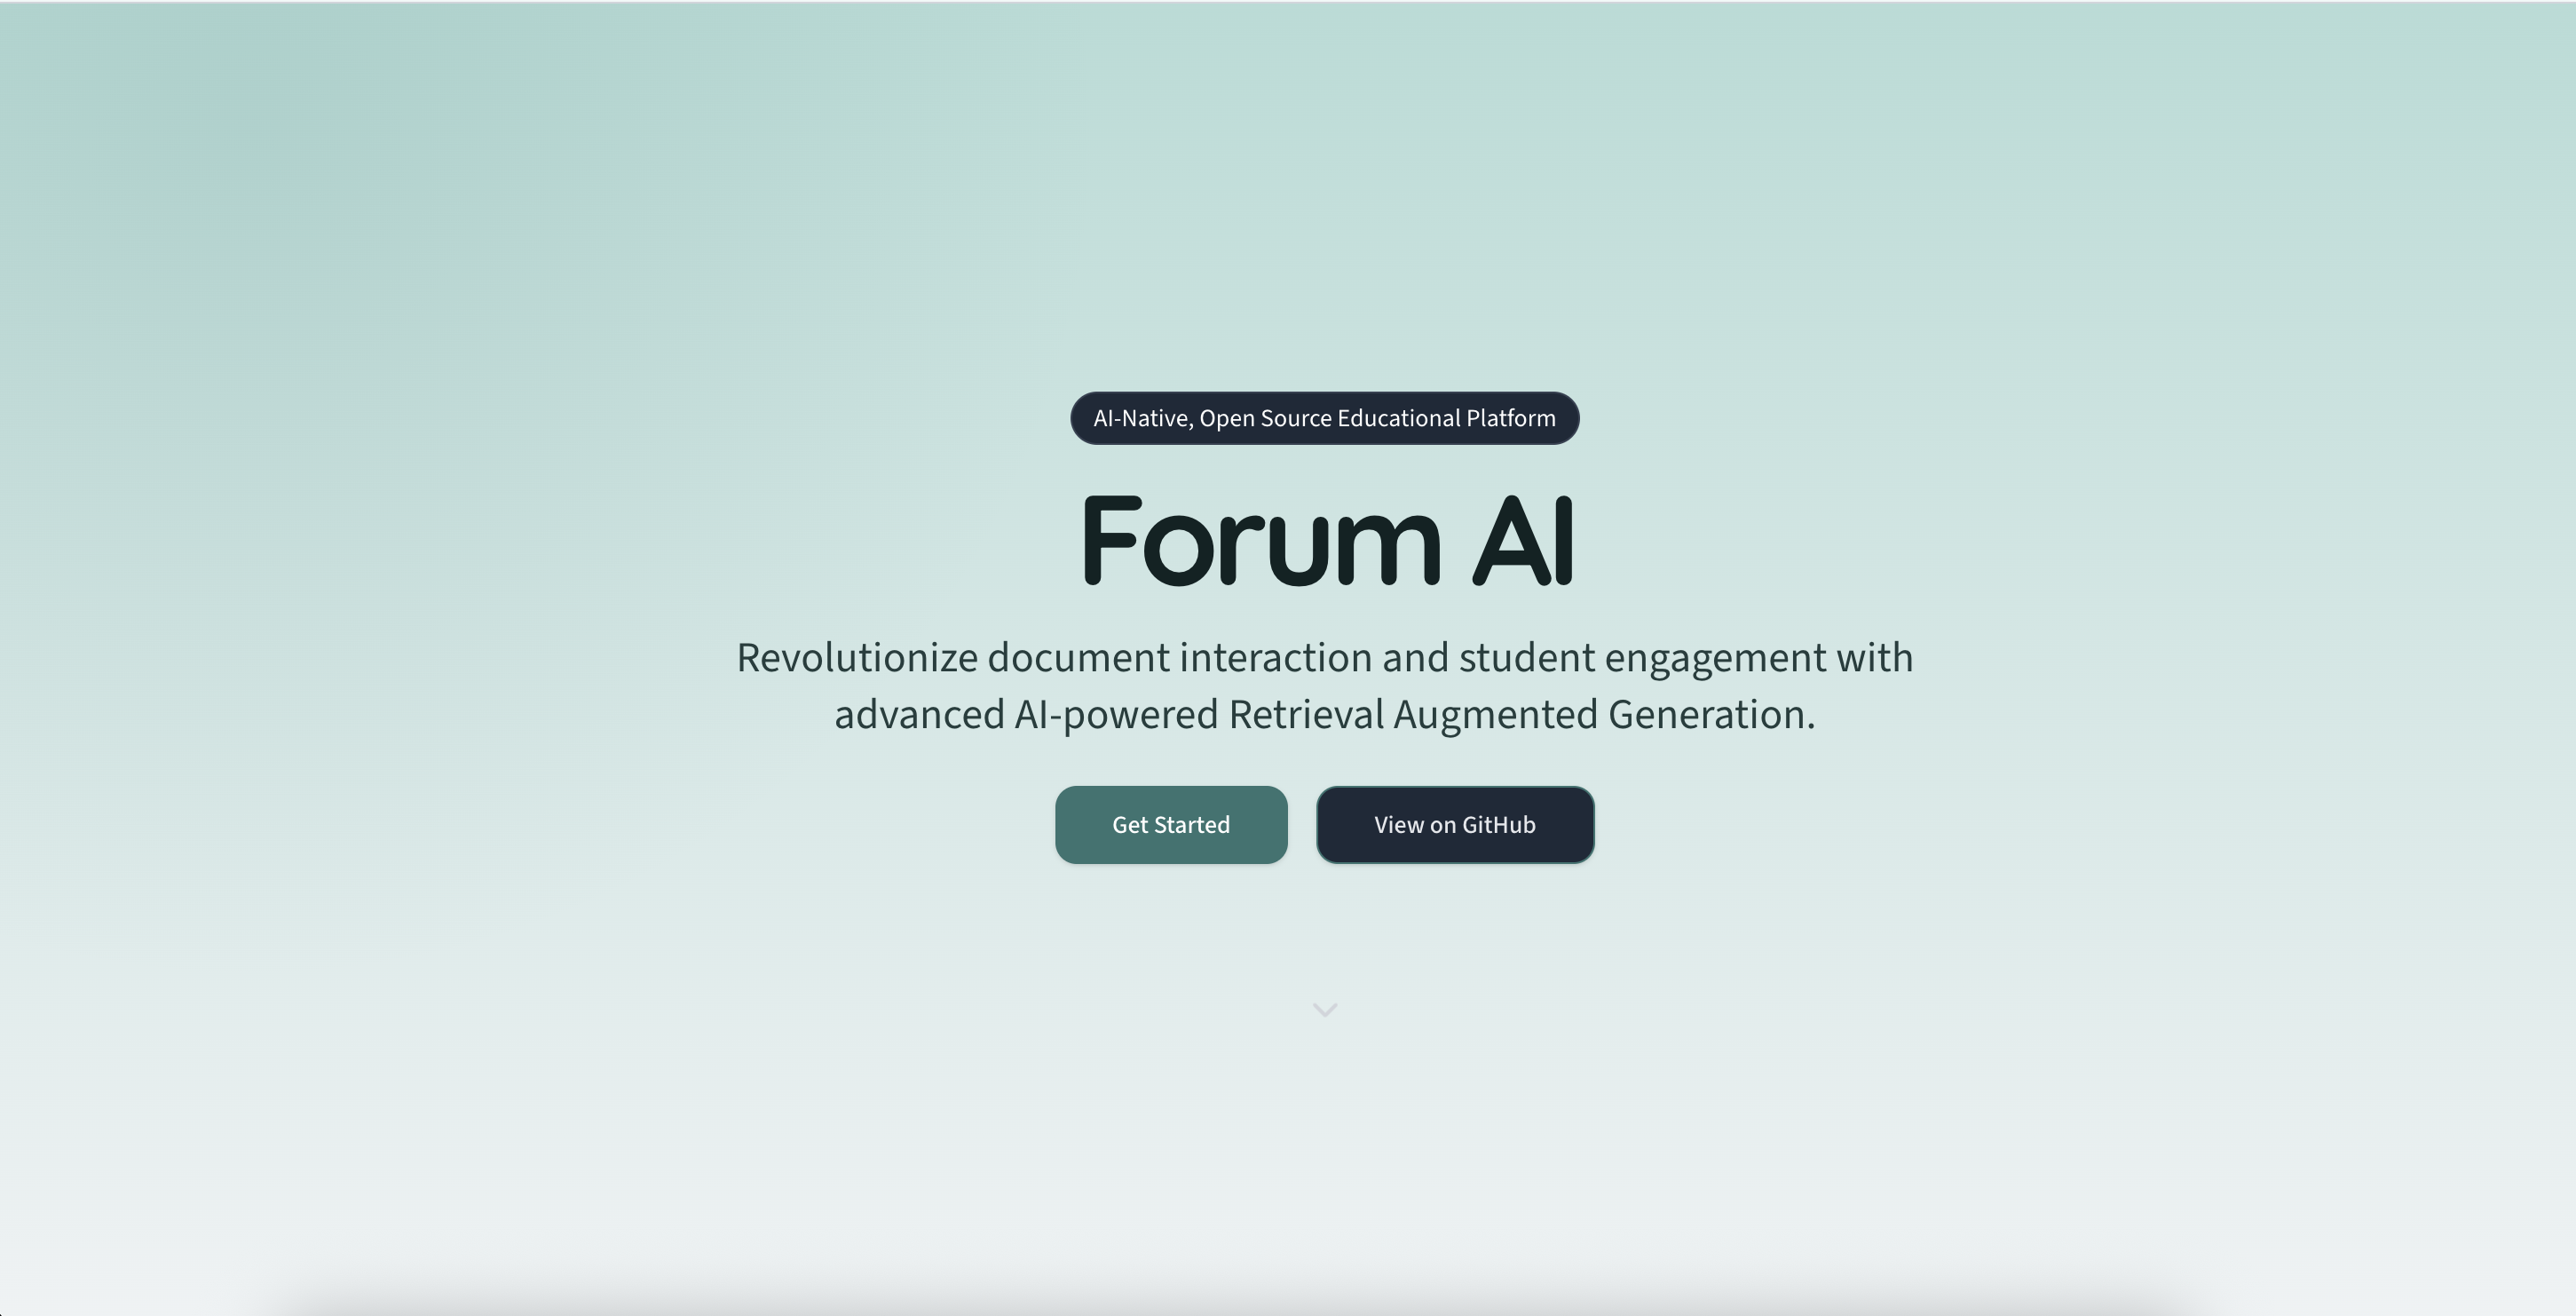 AI-Native, Open Source Educational Platform
Forum AI
Revolutionize document interaction and student engagement with
advanced AI-powered Retrieval Augmented Generation.
Get Started
View on GitHub